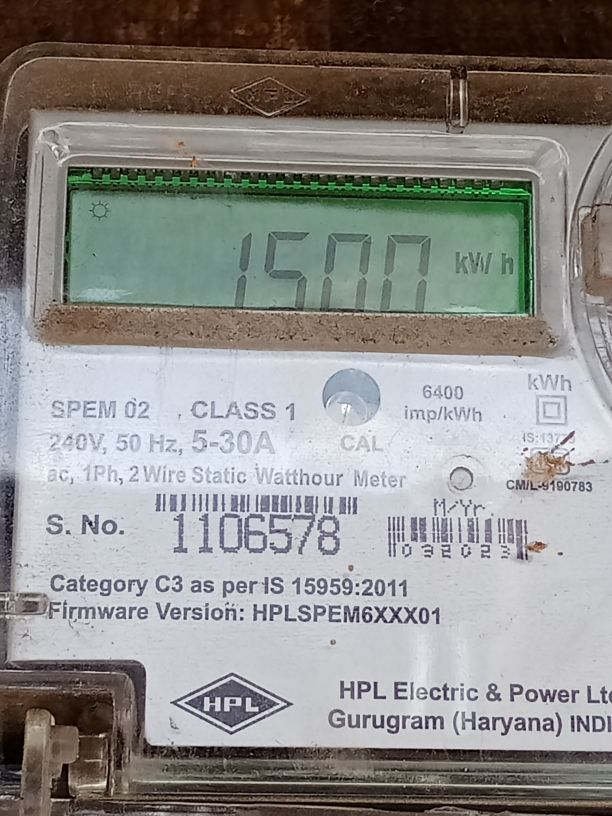 1500 kW h
6400
imp/kWh
kWh
SPEM 02 CLASS 1
240V, 50 Hz, 5-30A
CAL
ac, 1Ph, 2 Wire Static Watthour Meter
CM/L-9190783
M/Yr.
S. No. 1106578
032023
Category C3 as per IS 15959:2011
Firmware Version: HPLSPEM6XXX01
HPL
HPL Electric & Power Ltd
Gurugram (Haryana) INDI